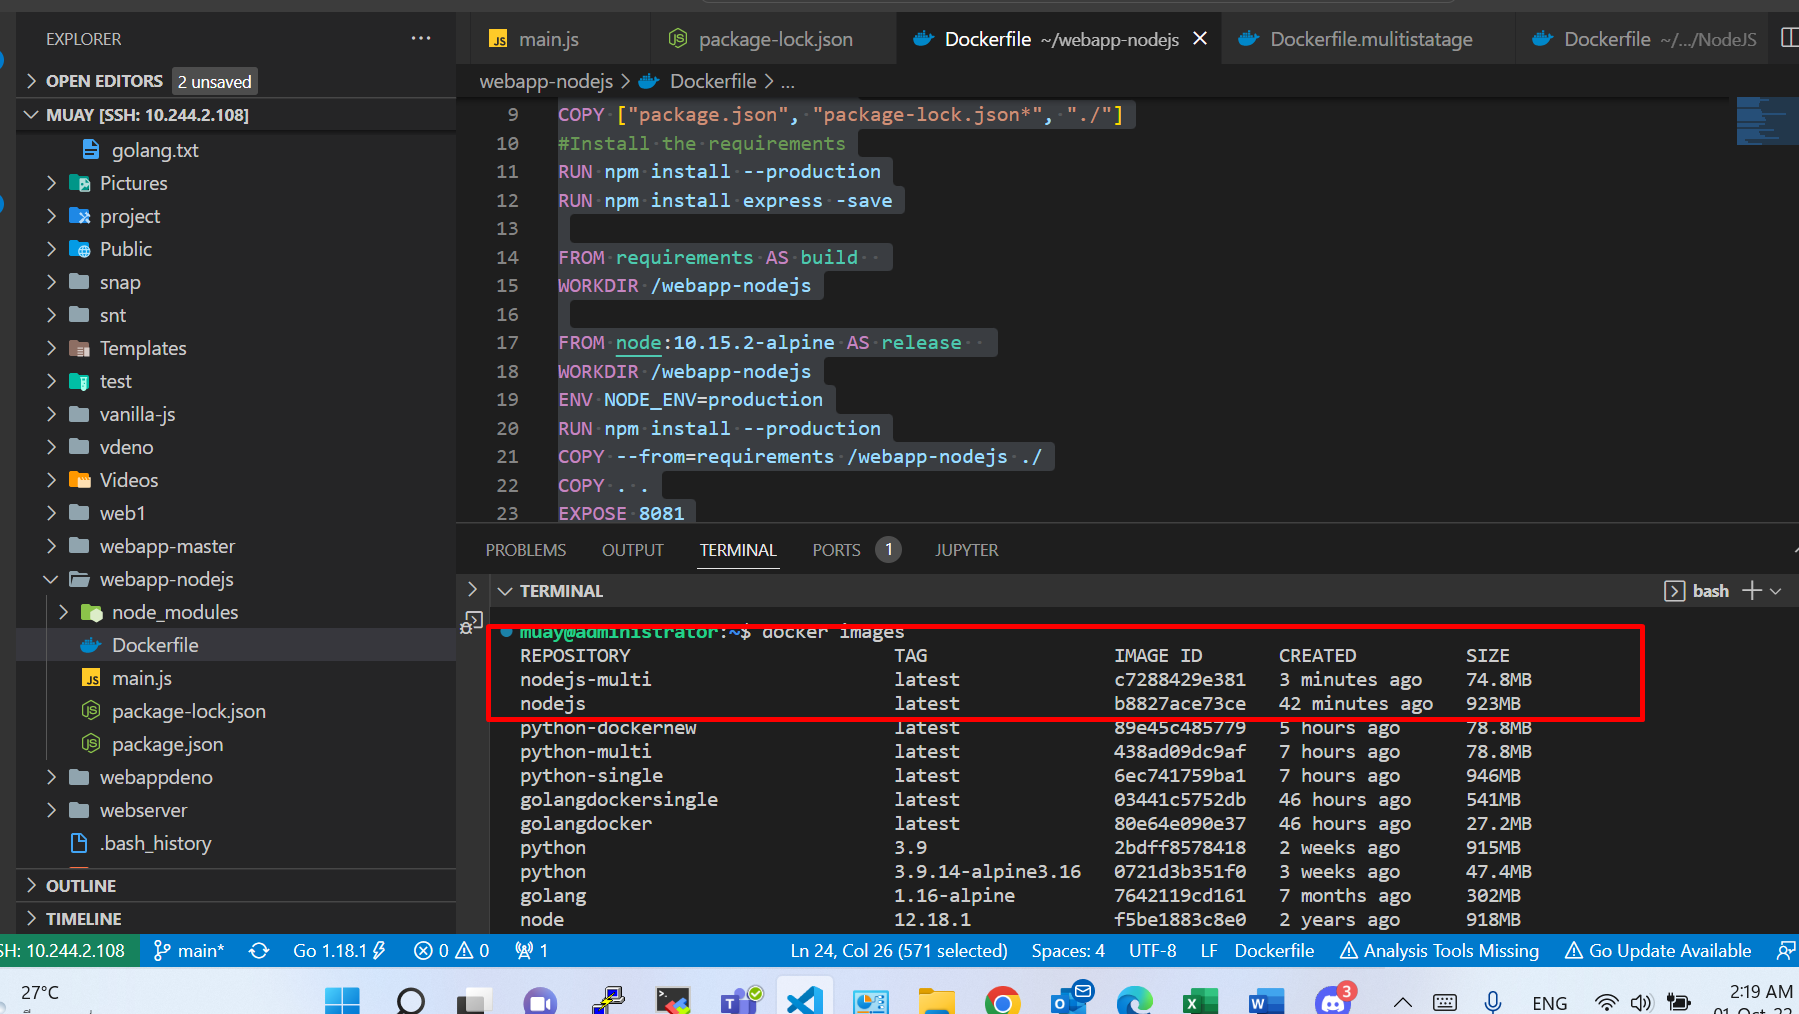 EXPLORER
OPEN EDITORS 2 unsaved
MUAY [SSH: 10.244.2.108]
golang.txt
Pictures
project
Public
snap
snt
Templates
test
vanilla-js
vdeno
Videos
web1
webapp-master
webapp-nodejs
node_modules
Dockerfile
main.js
package-lock.json
package.json
webappdeno
webserver
.bash_history
OUTLINE
TIMELINE
main.js
package-lock.json
Dockerfile ~/webapp-nodejs
Dockerfile.mulitistatage
Dockerfile ~/.../NodeJS
webapp-nodejs > Dockerfile > ...
9 COPY ["package.json", "package-lock.json*", "./"]
10 #Install the requirements
11 RUN npm install --production
12 RUN npm install express -save
13
14 FROM requirements AS build
15 WORKDIR /webapp-nodejs
16
17 FROM node:10.15.2-alpine AS release
18 WORKDIR /webapp-nodejs
19 ENV NODE_ENV=production
20 RUN npm install --production
21 COPY --from=requirements /webapp-nodejs ./
22 COPY . .
23 EXPOSE 8081
PROBLEMS OUTPUT TERMINAL PORTS 1 JUPYTER
TERMINAL bash
muay@administrator:~$ docker images
REPOSITORY TAG IMAGE ID CREATED SIZE
nodejs-multi latest c7288429e381 3 minutes ago 74.8MB
nodejs latest b8827ace73ce 42 minutes ago 923MB
python-dockernew latest 89e45c485779 5 hours ago 78.8MB
python-multi latest 438ad09dc9af 7 hours ago 78.8MB
python-single latest 6ec741759ba1 7 hours ago 946MB
golangdockersingle latest 03441c5752db 46 hours ago 541MB
golangdocker latest 80e64e090e37 46 hours ago 27.2MB
python 3.9 2bdff8578418 2 weeks ago 915MB
python 3.9.14-alpine3.16 0721d3b351f0 3 weeks ago 47.4MB
golang 1.16-alpine 7642119cd161 7 months ago 302MB
node 12.18.1 f5be1883c8e0 2 years ago 918MB
SH: 10.244.2.108 main* Go 1.18.1 0 0 1 Ln 24, Col 26 (571 selected) Spaces: 4 UTF-8 LF Dockerfile Analysis Tools Missing Go Update Available
27°C
3
ENG
2:19 AM